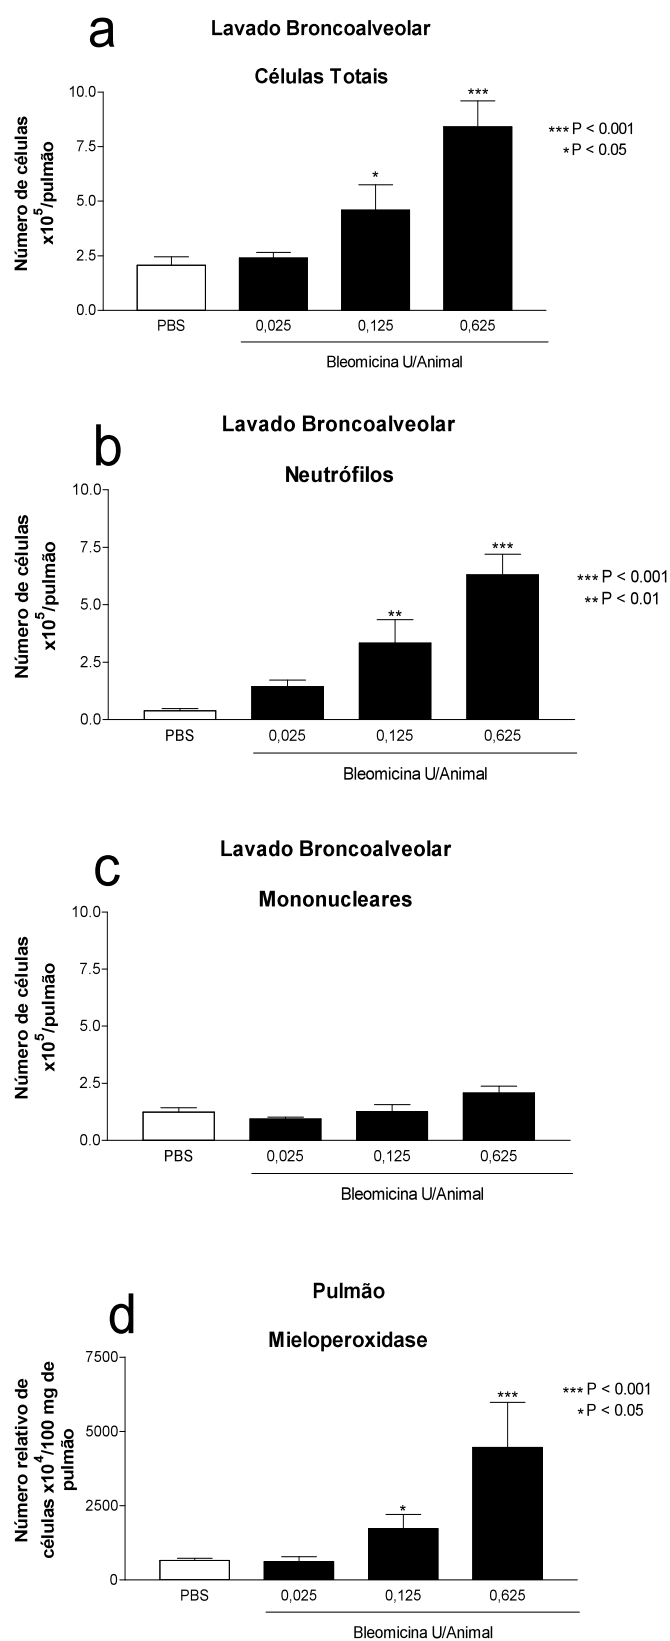 a
Lavado Broncoalveolar
Células Totais
Número de células
x10⁵/pulmão
10.0
7.5
5.0
2.5
0.0
*
***
***P < 0.001
*P < 0.05
PBS 0,025 0,125 0,625
Bleomicina U/Animal
b
Lavado Broncoalveolar
Neutrófilos
Número de células
x10⁵/pulmão
10.0
7.5
5.0
2.5
0.0
**
***
***P < 0.001
**P < 0.01
PBS 0,025 0,125 0,625
Bleomicina U/Animal
c
Lavado Broncoalveolar
Mononucleares
Número de células
x10⁵/pulmão
10.0
7.5
5.0
2.5
0.0
PBS 0,025 0,125 0,625
Bleomicina U/Animal
d
Pulmão
Mieloperoxidase
Número relativo de
células x10⁴/100 mg de
pulmão
7500
5000
2500
0
*
***
***P < 0.001
*P < 0.05
PBS 0,025 0,125 0,625
Bleomicina U/Animal